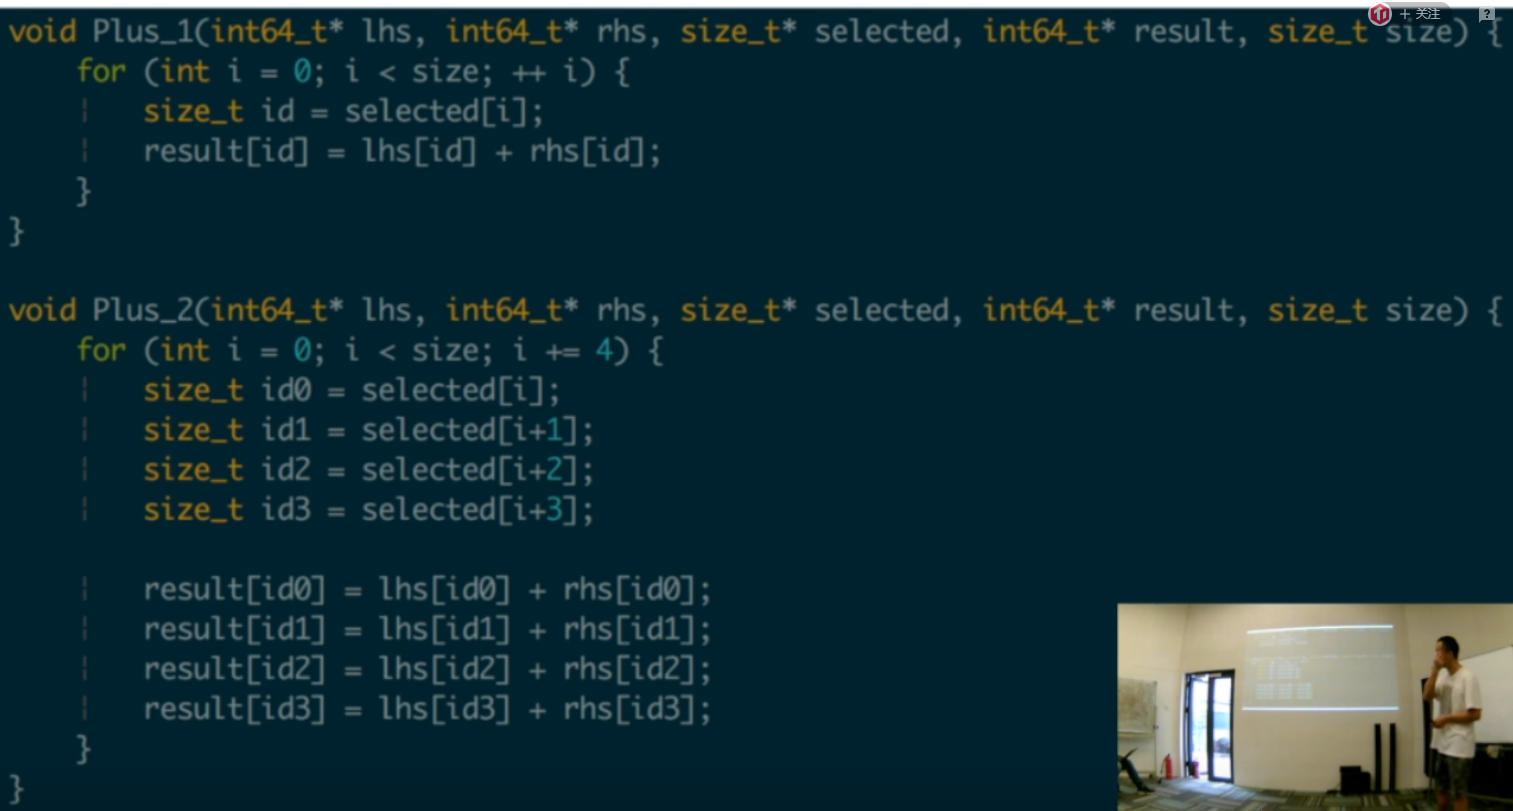 + 关注
void Plus_1(int64_t* lhs, int64_t* rhs, size_t* selected, int64_t* result, size_t size) {
for (int i = 0; i < size; ++ i) {
size_t id = selected[i];
result[id] = lhs[id] + rhs[id];
}
}
void Plus_2(int64_t* lhs, int64_t* rhs, size_t* selected, int64_t* result, size_t size) {
for (int i = 0; i < size; i += 4) {
size_t id0 = selected[i];
size_t id1 = selected[i+1];
size_t id2 = selected[i+2];
size_t id3 = selected[i+3];
result[id0] = lhs[id0] + rhs[id0];
result[id1] = lhs[id1] + rhs[id1];
result[id2] = lhs[id2] + rhs[id2];
result[id3] = lhs[id3] + rhs[id3];
}
}